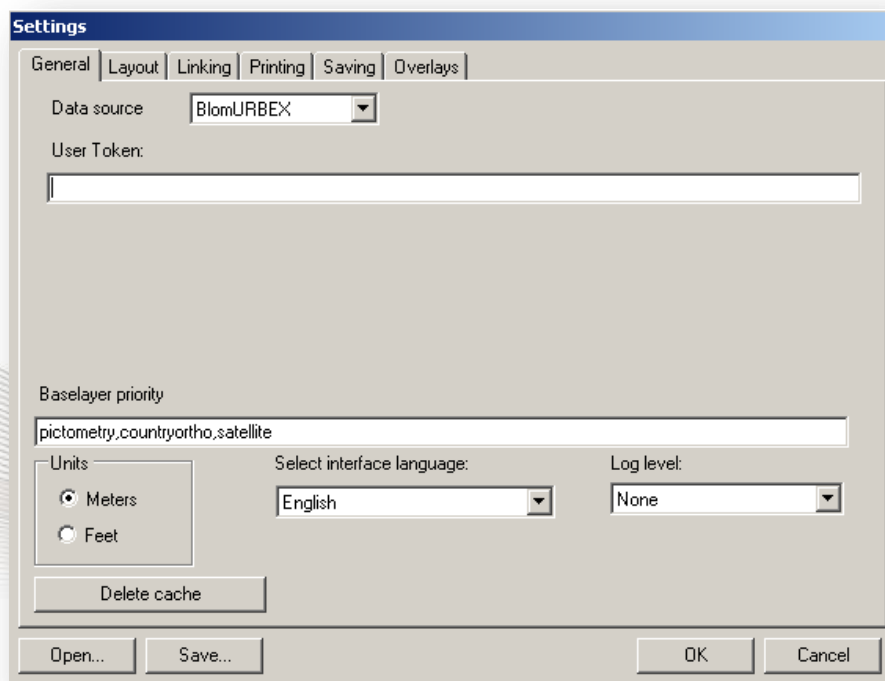 Settings
General Layout Linking Printing Saving Overlays
Data source BlomURBEX
User Token:
Baselayer priority
pictometry,countryortho,satellite
Units Select interface language: Log level:
Meters English None
Feet
Delete cache
Open... Save... OK Cancel